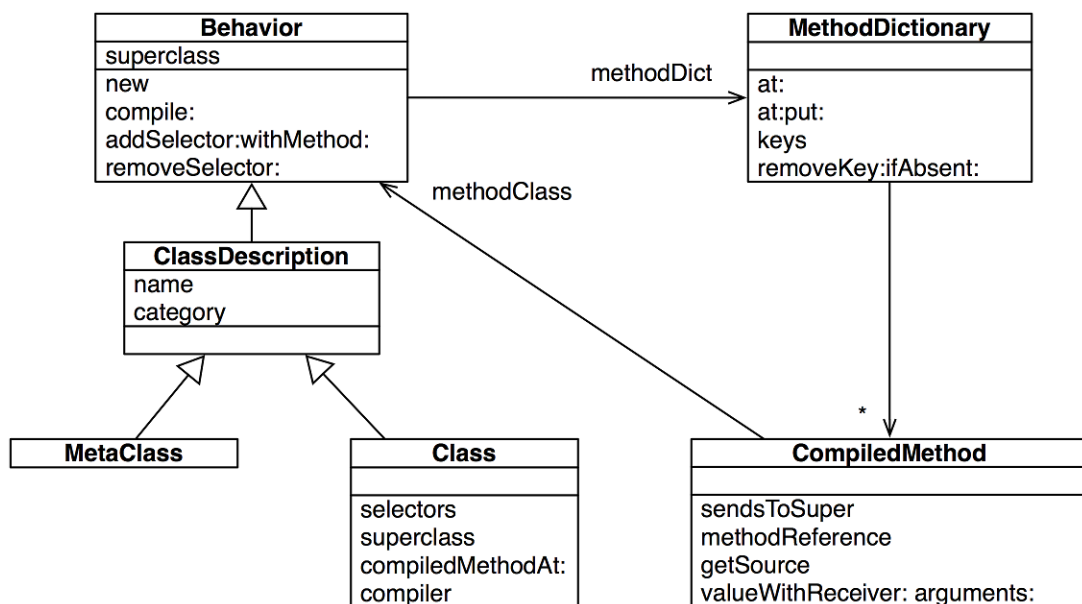 Behavior
superclass
new
compile:
addSelector:withMethod:
removeSelector:
methodDict
MethodDictionary
at:
at:put:
keys
removeKey:ifAbsent:
methodClass
ClassDescription
name
category
*
MetaClass
Class
selectors
superclass
compiledMethodAt:
compiler
CompiledMethod
sendsToSuper
methodReference
getSource
valueWithReceiver: arguments: